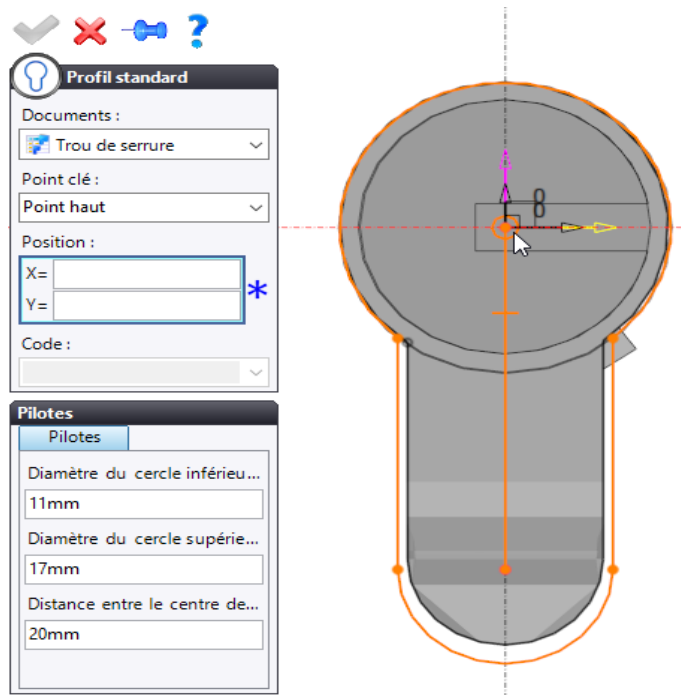 ?
Profil standard
Documents :
Trou de serrure
Point clé :
Point haut
Position :
X=
Y=
*
Code :
Pilotes
Pilotes
Diamètre du cercle inférieu...
11mm
Diamètre du cercle supérie...
17mm
Distance entre le centre de...
20mm